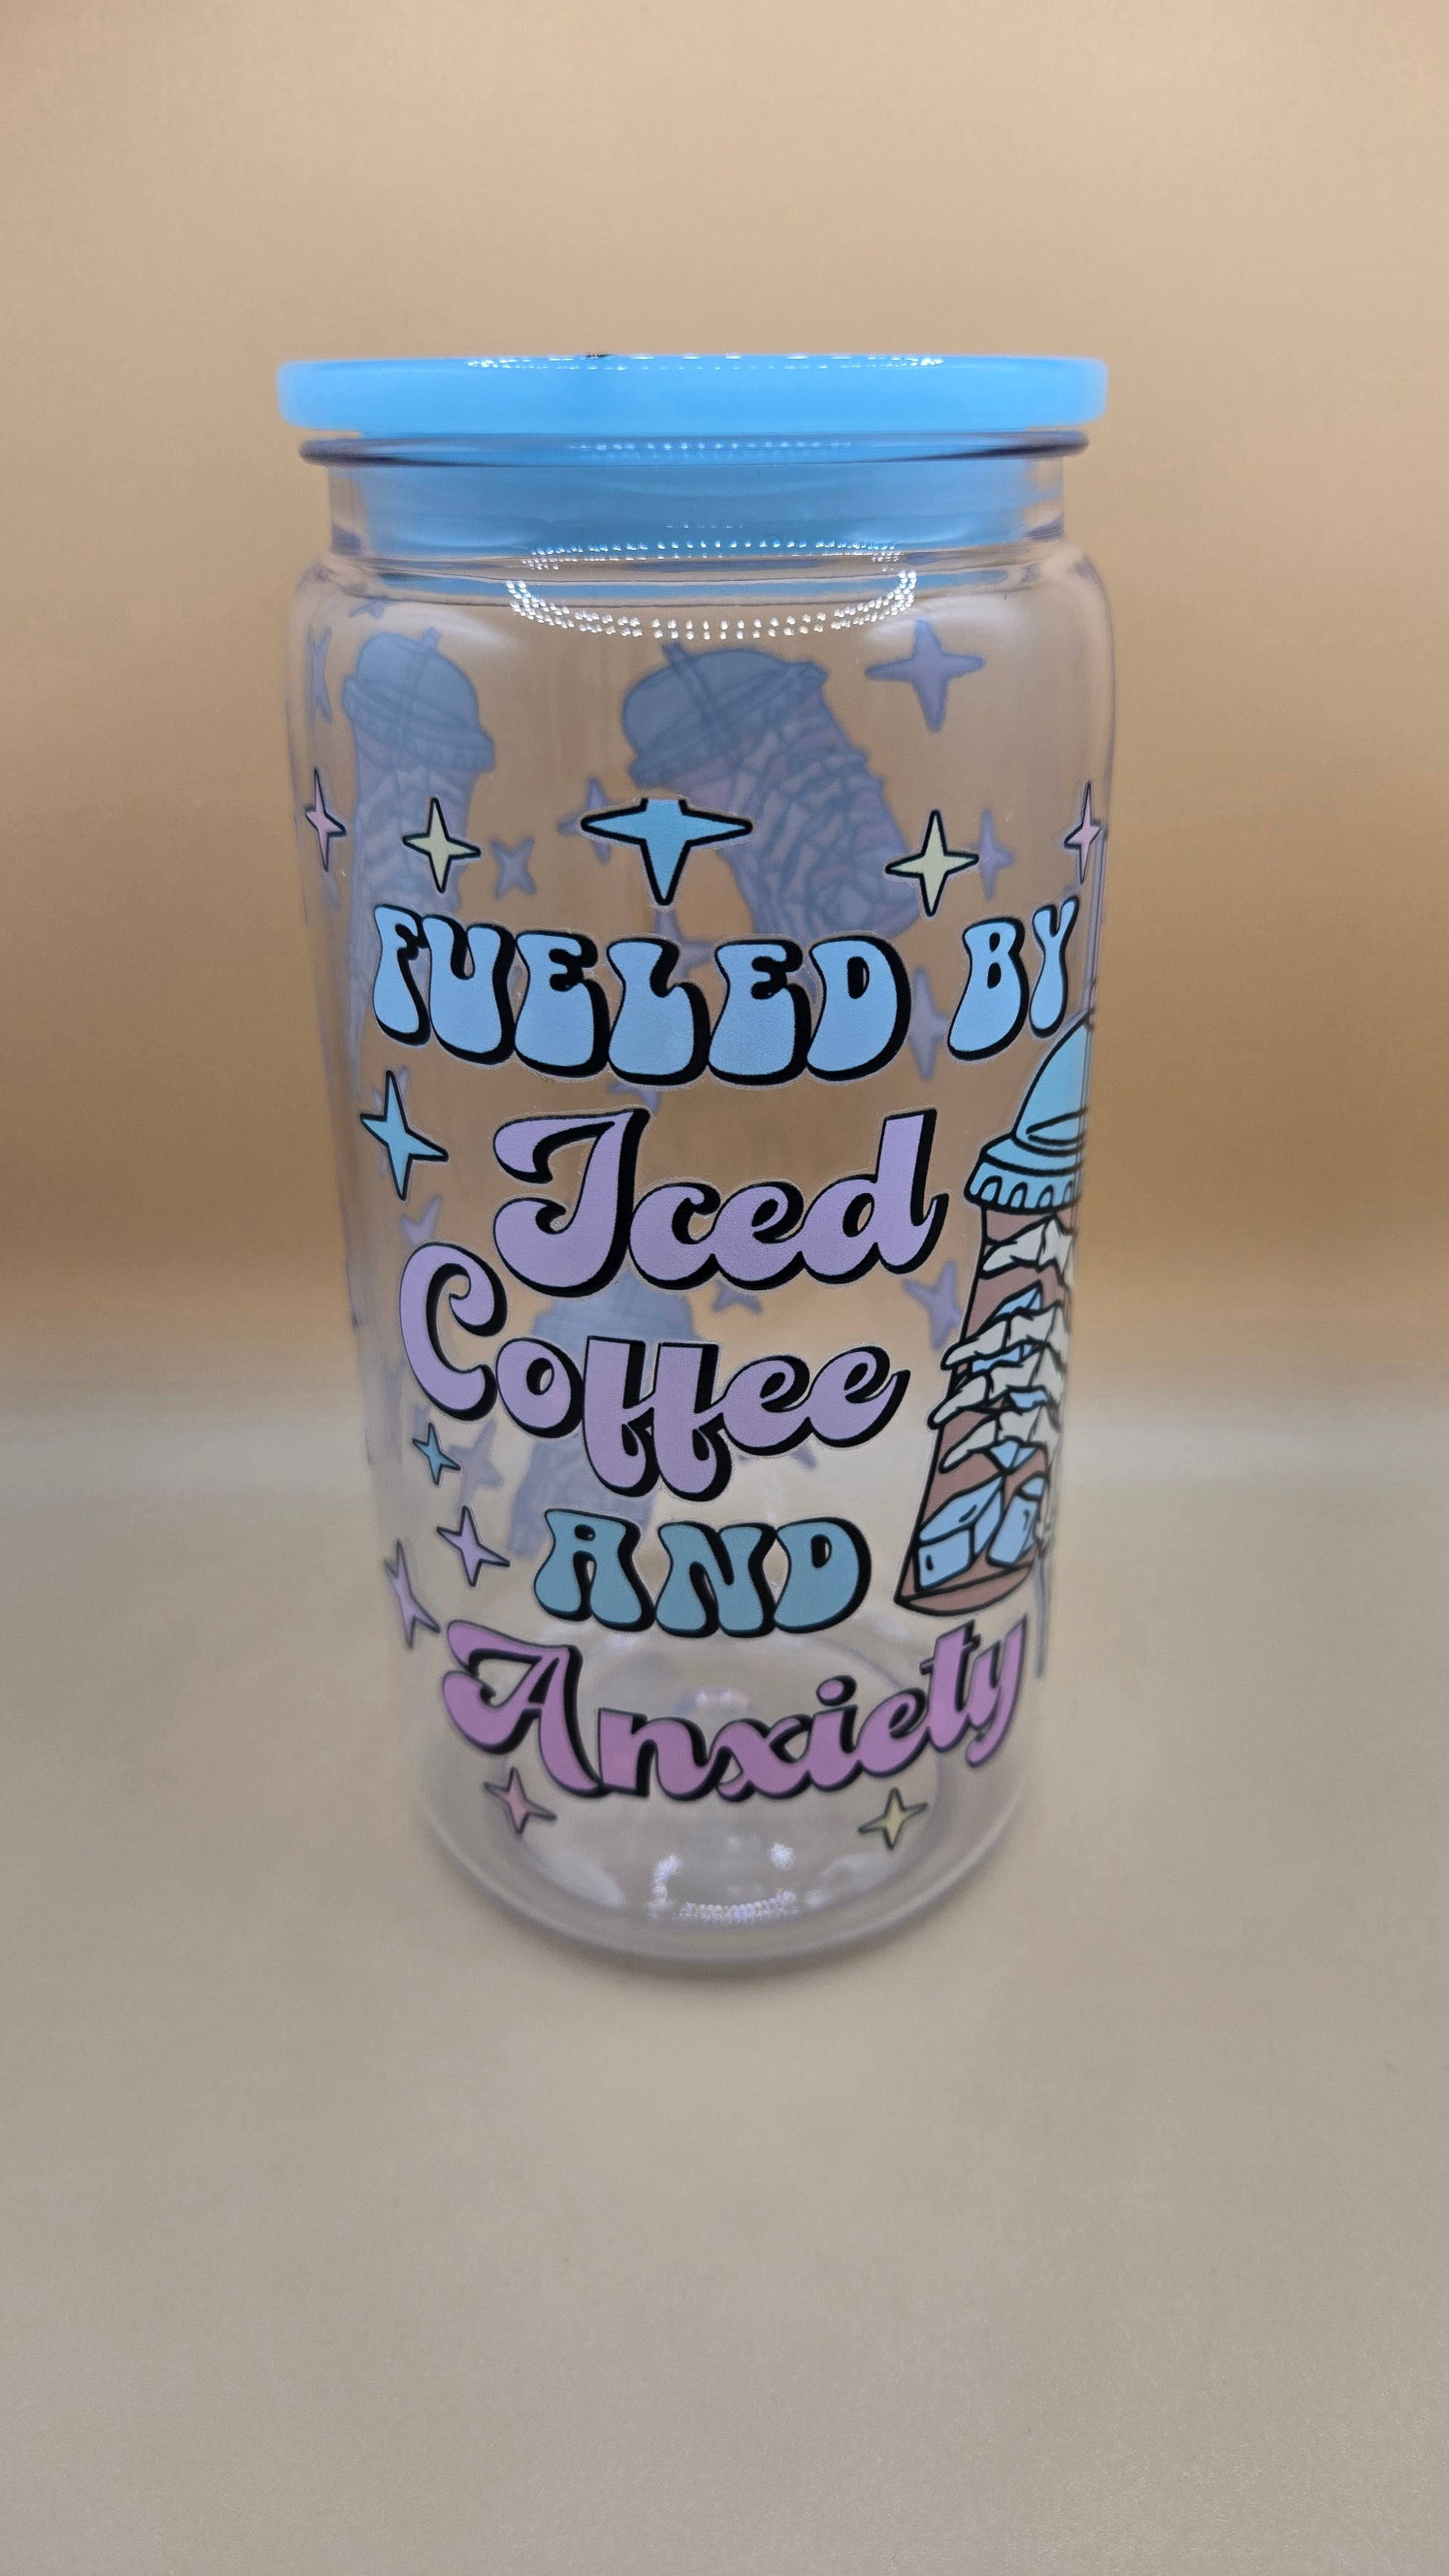 FUELED BY
Iced
Coffee
AND
Anxiety